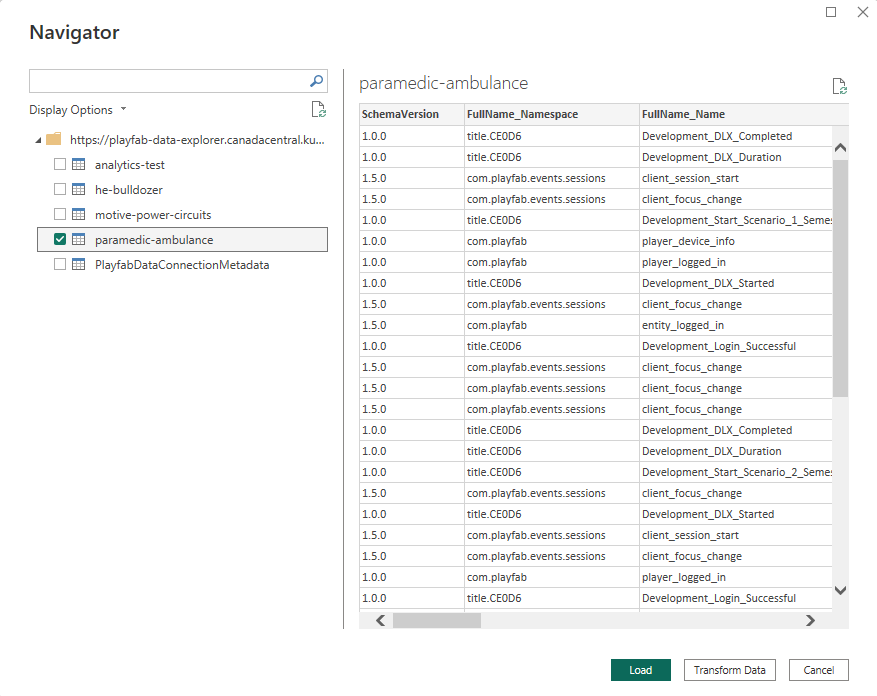 Navigator
Display Options
https://playfab-data-explorer.canadacentral.ku...
analytics-test
he-bulldozer
motive-power-circuits
paramedic-ambulance
PlayfabDataConnectionMetadata
paramedic-ambulance
SchemaVersion FullName_Namespace FullName_Name
1.0.0 title.CE0D6 Development_DLX_Completed
1.0.0 title.CE0D6 Development_DLX_Duration
1.5.0 com.playfab.events.sessions client_session_start
1.5.0 com.playfab.events.sessions client_focus_change
1.0.0 title.CE0D6 Development_Start_Scenario_1_Semes
1.0.0 com.playfab player_device_info
1.0.0 com.playfab player_logged_in
1.0.0 title.CE0D6 Development_DLX_Started
1.5.0 com.playfab.events.sessions client_focus_change
1.5.0 com.playfab entity_logged_in
1.0.0 title.CE0D6 Development_Login_Successful
1.5.0 com.playfab.events.sessions client_focus_change
1.5.0 com.playfab.events.sessions client_focus_change
1.5.0 com.playfab.events.sessions client_focus_change
1.0.0 title.CE0D6 Development_DLX_Completed
1.0.0 title.CE0D6 Development_DLX_Duration
1.0.0 title.CE0D6 Development_Start_Scenario_2_Semes
1.5.0 com.playfab.events.sessions client_focus_change
1.0.0 title.CE0D6 Development_DLX_Started
1.5.0 com.playfab.events.sessions client_session_start
1.5.0 com.playfab.events.sessions client_focus_change
1.0.0 com.playfab player_logged_in
1.0.0 title.CE0D6 Development_Login_Successful
Load Transform Data Cancel